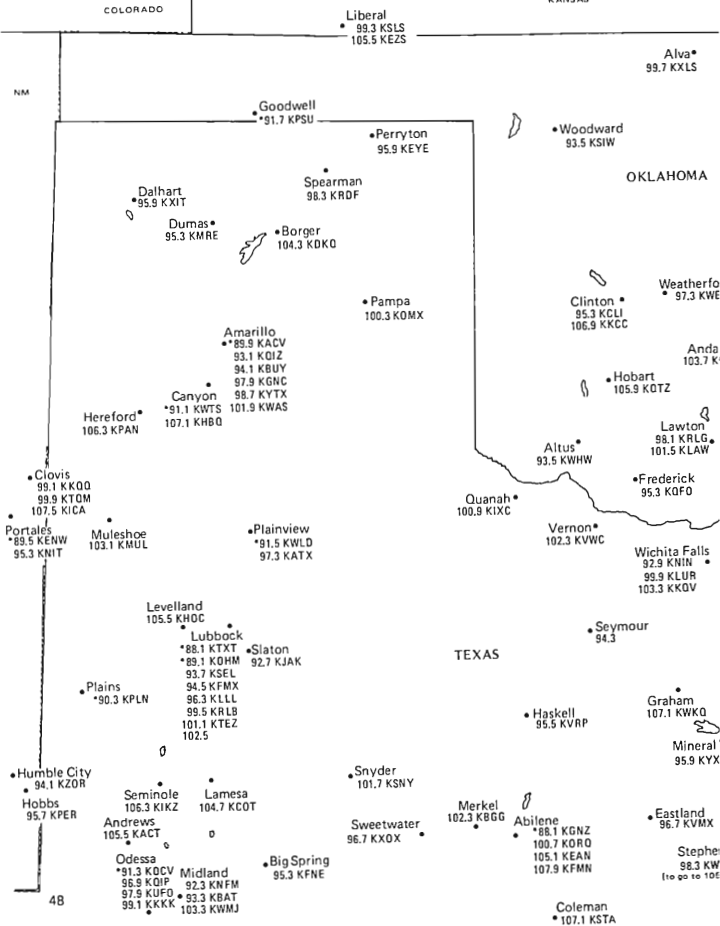 COLORADO
Liberal
99.3 KSLS
105.5 KEZS
Alva
99.7 KXLS
NM
Goodwell
*91.7 KPSU
Perryton
95.9 KEYE
Woodward
93.5 KSIW
OKLAHOMA
Spearman
98.3 KRDF
Dalhart
95.9 KXIT
Dumas
95.3 KMRE
Borger
104.3 KDKQ
Pampa
100.3 KOMX
Clinton
95.3 KCLI
106.9 KKCC
Weatherfo
97.3 KWE
Amarillo
*89.9 KACV
93.1 KQIZ
94.1 KBUY
97.9 KGNC
98.7 KYTX
101.9 KWAS
Anda
103.7 K
Hobart
105.9 KQTZ
Canyon
*91.1 KWTS
107.1 KHBQ
Hereford
106.3 KPAN
Lawton
98.1 KRLG
101.5 KLAW
Altus
93.5 KWHW
Clovis
99.1 KKQQ
99.9 KTQM
107.5 KICA
Frederick
95.3 KQFO
Quanah
100.9 KIXC
Portales
*89.5 KENW
95.3 KNIT
Muleshoe
103.1 KMUL
Plainview
*91.5 KWLD
97.3 KATX
Vernon
102.3 KVWC
Wichita Falls
92.9 KNIN
99.9 KLUR
103.3 KKQV
Levelland
105.5 KHOC
Lubbock
*88.1 KTXT
*89.1 KOHM
93.7 KSEL
94.5 KFMX
96.3 KLLL
99.5 KRLB
101.1 KTEZ
102.5
Slaton
92.7 KJAK
TEXAS
Seymour
94.3
Plains
*90.3 KPLN
Haskell
95.5 KVRP
Graham
107.1 KWKQ
Mineral
95.9 KYX
Humble City
94.1 KZOR
Hobbs
95.7 KPER
Seminole
106.3 KIKZ
Lamesa
104.7 KCOT
Snyder
101.7 KSNY
Merkel
102.3 KBGG
Andrews
105.5 KACT
Sweetwater
96.7 KXOX
Abilene
*88.1 KGNZ
100.7 KORQ
105.1 KEAN
107.9 KFMN
Eastland
96.7 KVMX
Odessa
*91.3 KOCV
96.9 KQIP
97.9 KUFO
99.1 KKKK
Midland
92.3 KNFM
93.3 KBAT
103.3 KWMJ
Big Spring
95.3 KFNE
Stephe
98.3 KW
(to go to 105
48
Coleman
107.1 KSTA